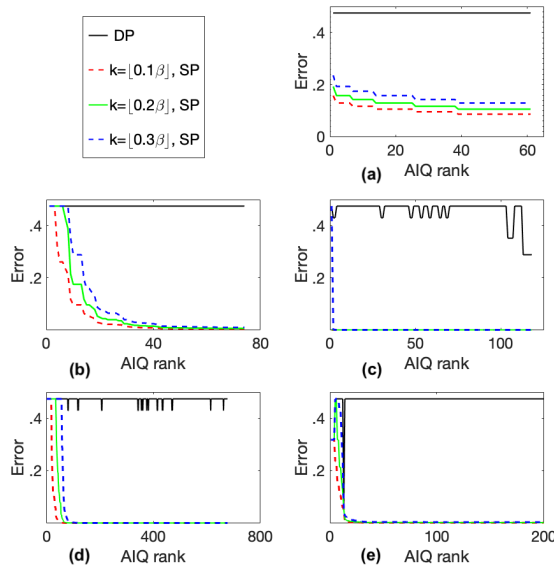 DP
k=⌊0.1β⌋, SP
k=⌊0.2β⌋, SP
k=⌊0.3β⌋, SP
Error
.4
.2
0
0 20 40 60
AIQ rank
(a)
Error
.4
.2
0 40 80
AIQ rank
(b)
Error
.4
.2
0 50 100
AIQ rank
(c)
Error
.4
.2
0 400 800
AIQ rank
(d)
Error
.4
.2
0 100 200
AIQ rank
(e)